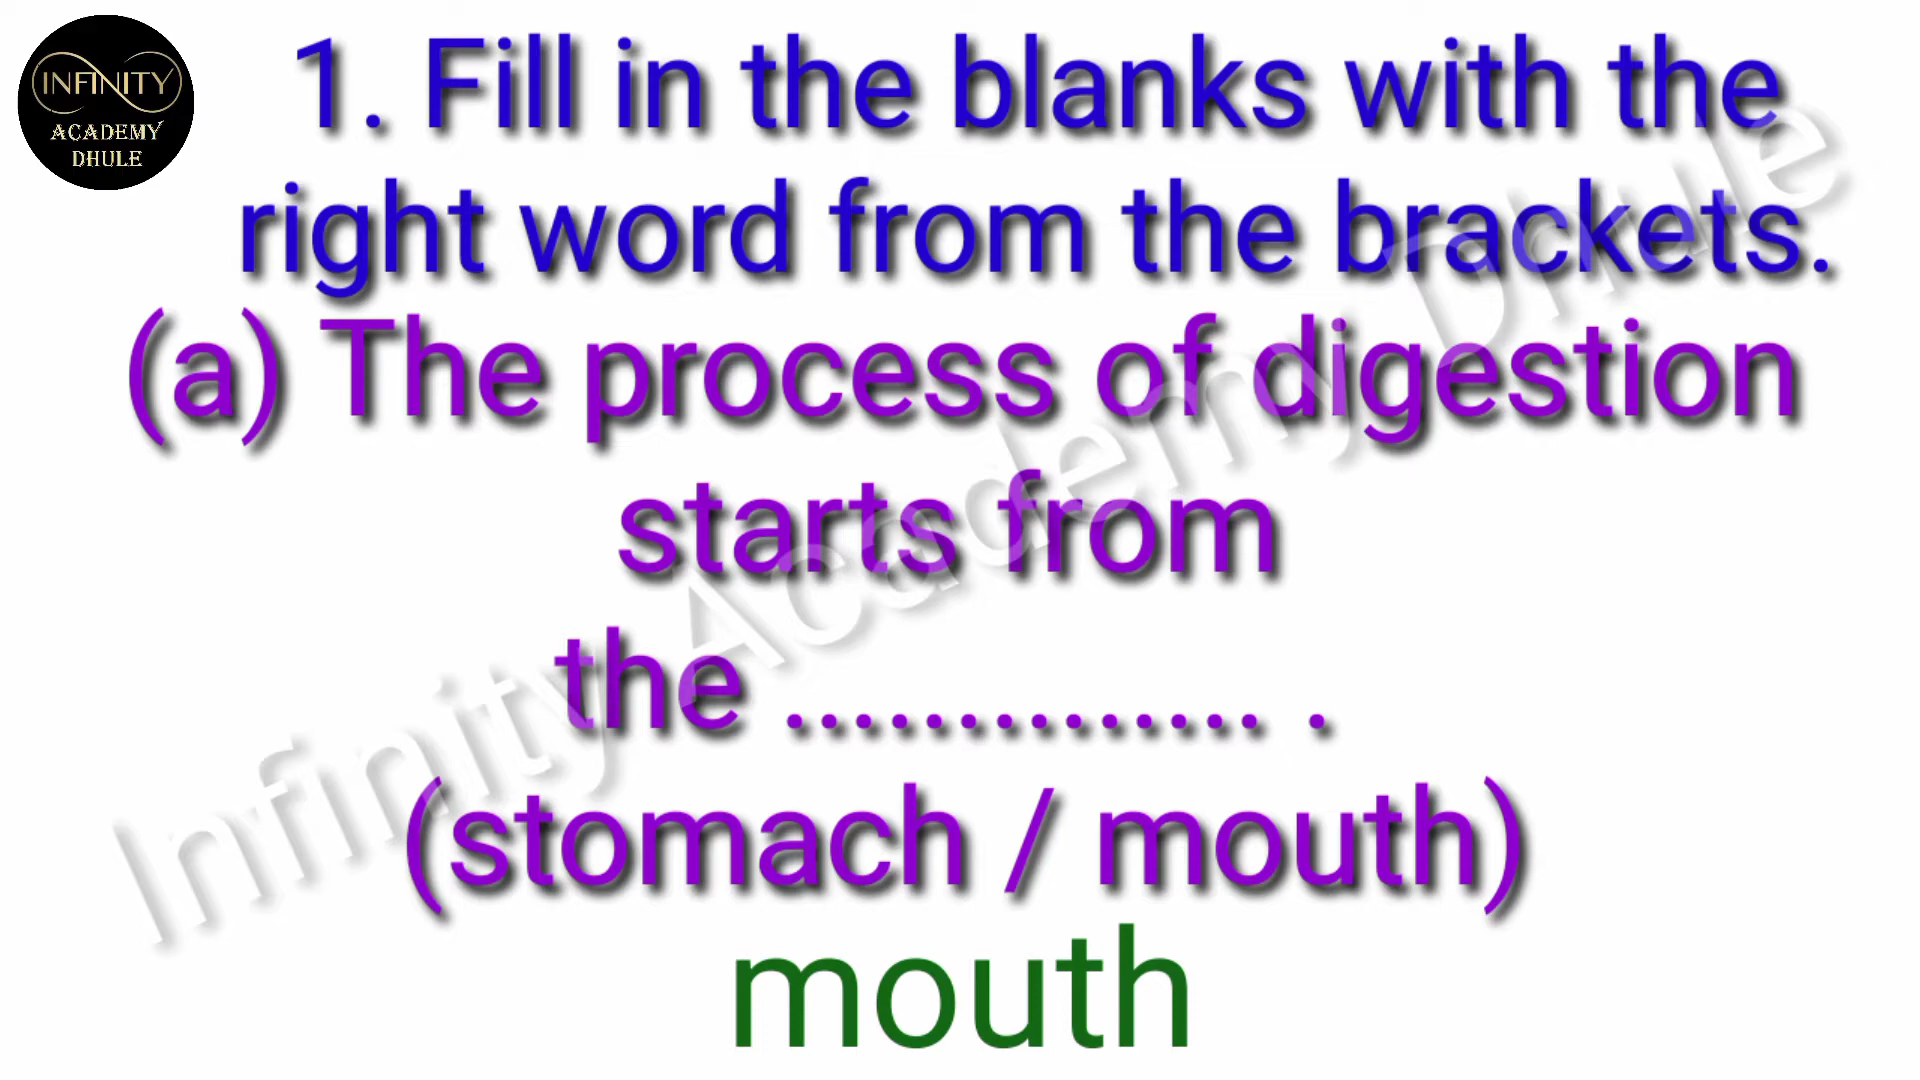 INFINITY
ACADEMY
DHULE
1. Fill in the blanks with the
right word from the brackets.
(a) The process of digestion
starts from
the .............. .
(stomach / mouth)
mouth
Infinity Academy Dhule